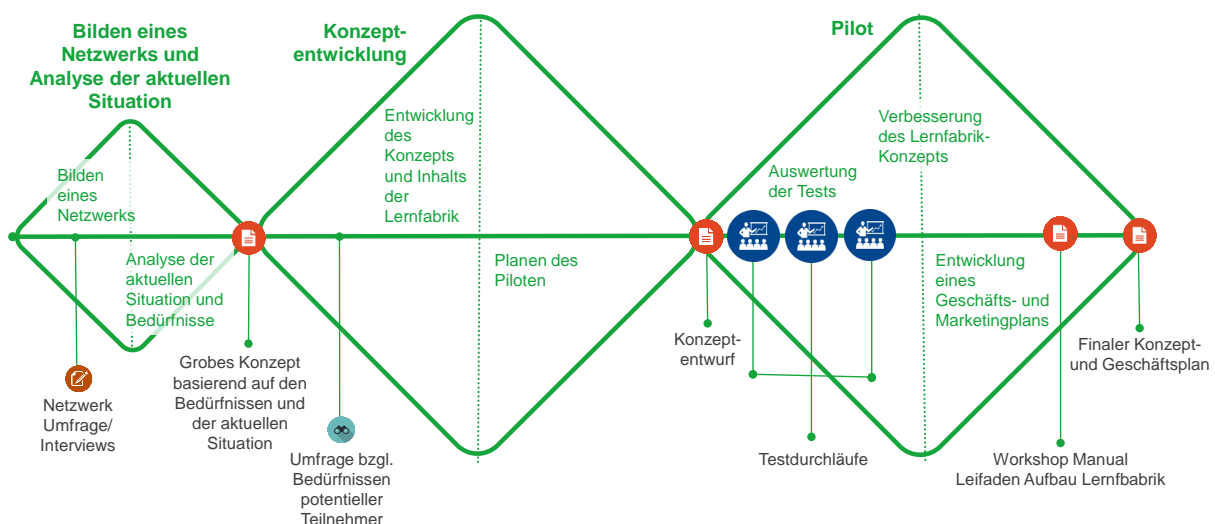 Bilden eines
Netzwerks und
Analyse der aktuellen
Situation
Konzept-
entwicklung
Pilot
Bilden
eines
Netzwerks
Analyse der
aktuellen
Situation und
Bedürfnisse
Entwicklung
des
Konzepts
und Inhalts
der
Lernfabrik
Planen des
Piloten
Auswertung
der Tests
Verbesserung
des Lernfabrik-
Konzepts
Entwicklung
eines
Geschäfts- und
Marketingplans
Netzwerk
Umfrage/
Interviews
Grobes Konzept
basierend auf den
Bedürfnissen und
der aktuellen
Situation
Umfrage bzgl.
Bedürfnissen
potentieller
Teilnehmer
Konzept-
entwurf
Testdurchläufe
Workshop Manual
Leifaden Aufbau Lernfbabrik
Finaler Konzept-
und Geschäftsplan